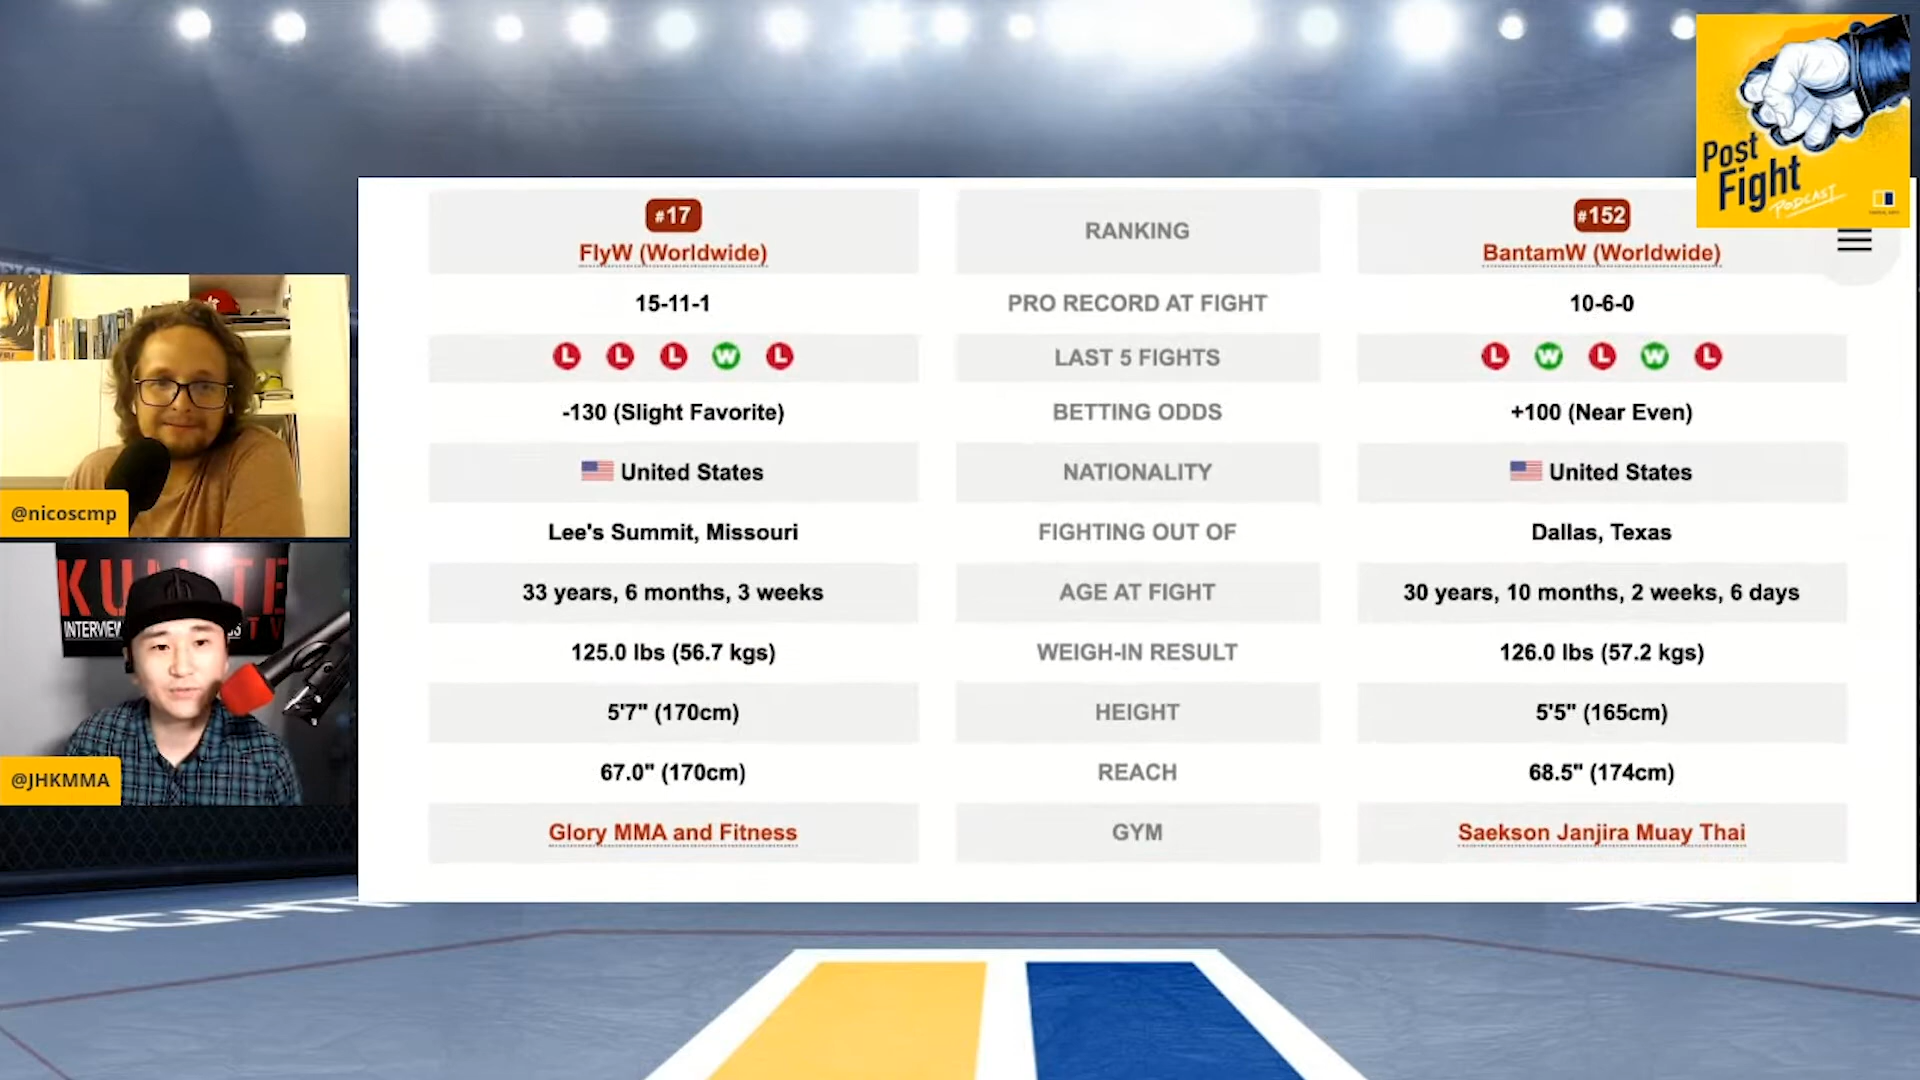 Post
Fight
PODCAST
#17
FlyW (Worldwide)
RANKING
#152
BantamW (Worldwide)
15-11-1
PRO RECORD AT FIGHT
10-6-0
L L L W L
LAST 5 FIGHTS
L W L W L
-130 (Slight Favorite)
BETTING ODDS
+100 (Near Even)
United States
NATIONALITY
United States
Lee's Summit, Missouri
FIGHTING OUT OF
Dallas, Texas
33 years, 6 months, 3 weeks
AGE AT FIGHT
30 years, 10 months, 2 weeks, 6 days
125.0 lbs (56.7 kgs)
WEIGH-IN RESULT
126.0 lbs (57.2 kgs)
5'7" (170cm)
HEIGHT
5'5" (165cm)
67.0" (170cm)
REACH
68.5" (174cm)
Glory MMA and Fitness
GYM
Saekson Janjira Muay Thai
@nicoscmp
TV
@JHKMMA